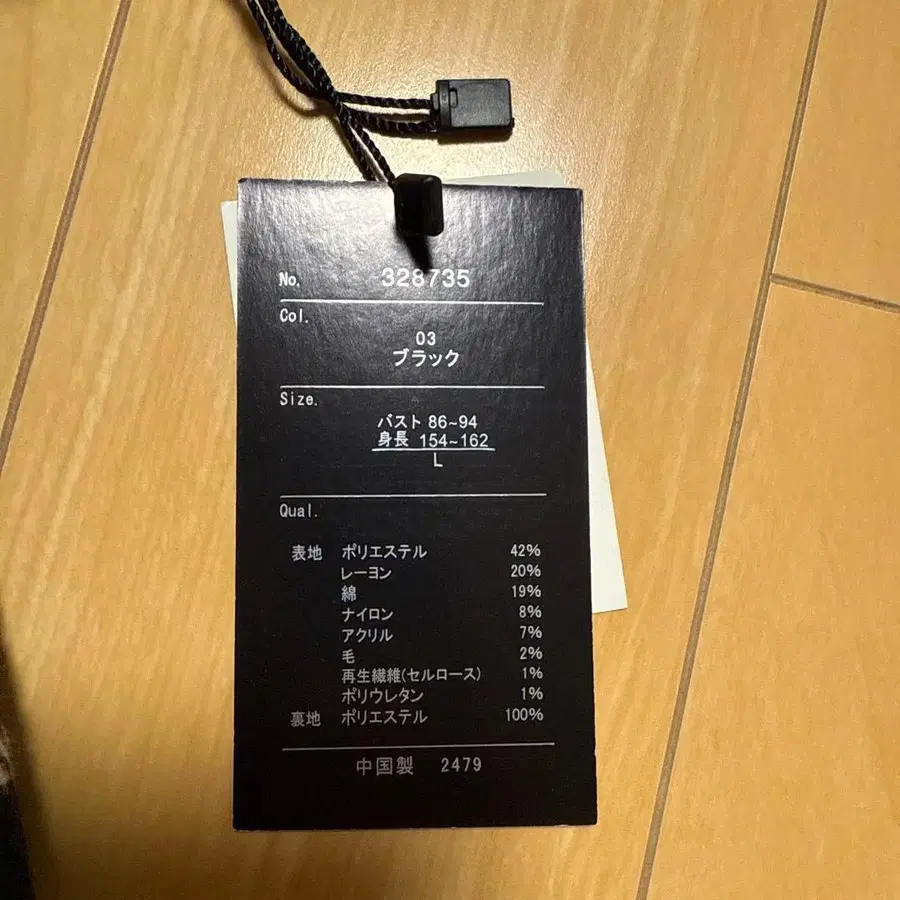 No. 328735
Col.
03
ブラック
Size.
バスト 86~94
身長 154~162
L
Qual.
表地 ポリエステル 42%
レーヨン 20%
綿 19%
ナイロン 8%
アクリル 7%
毛 2%
再生繊維(セルロース) 1%
ポリウレタン 1%
裏地 ポリエステル 100%
中国製 2479